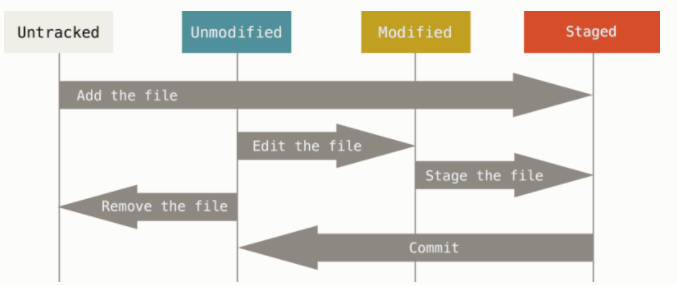 Untracked
Unmodified
Modified
Staged
Add the file
Edit the file
Stage the file
Remove the file
Commit